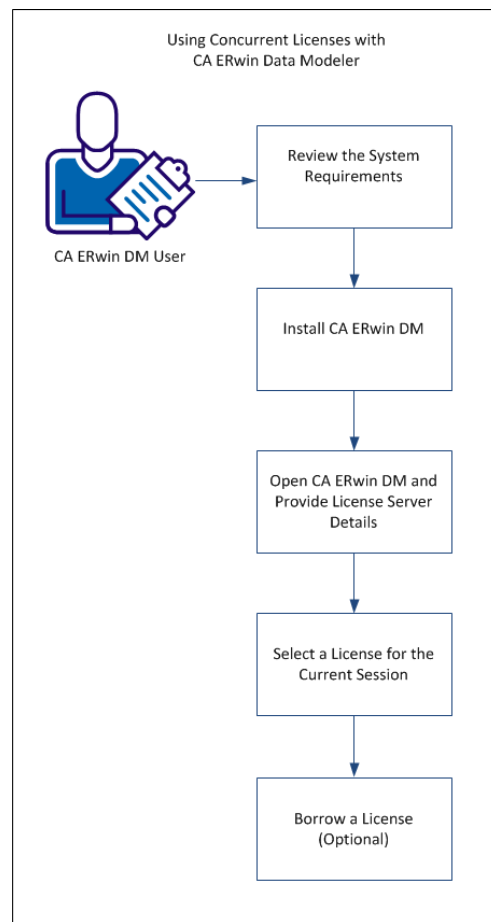 Using Concurrent Licenses with
CA ERwin Data Modeler
CA ERwin DM User
Review the System
Requirements
Install CA ERwin DM
Open CA ERwin DM and
Provide License Server
Details
Select a License for the
Current Session
Borrow a License
(Optional)